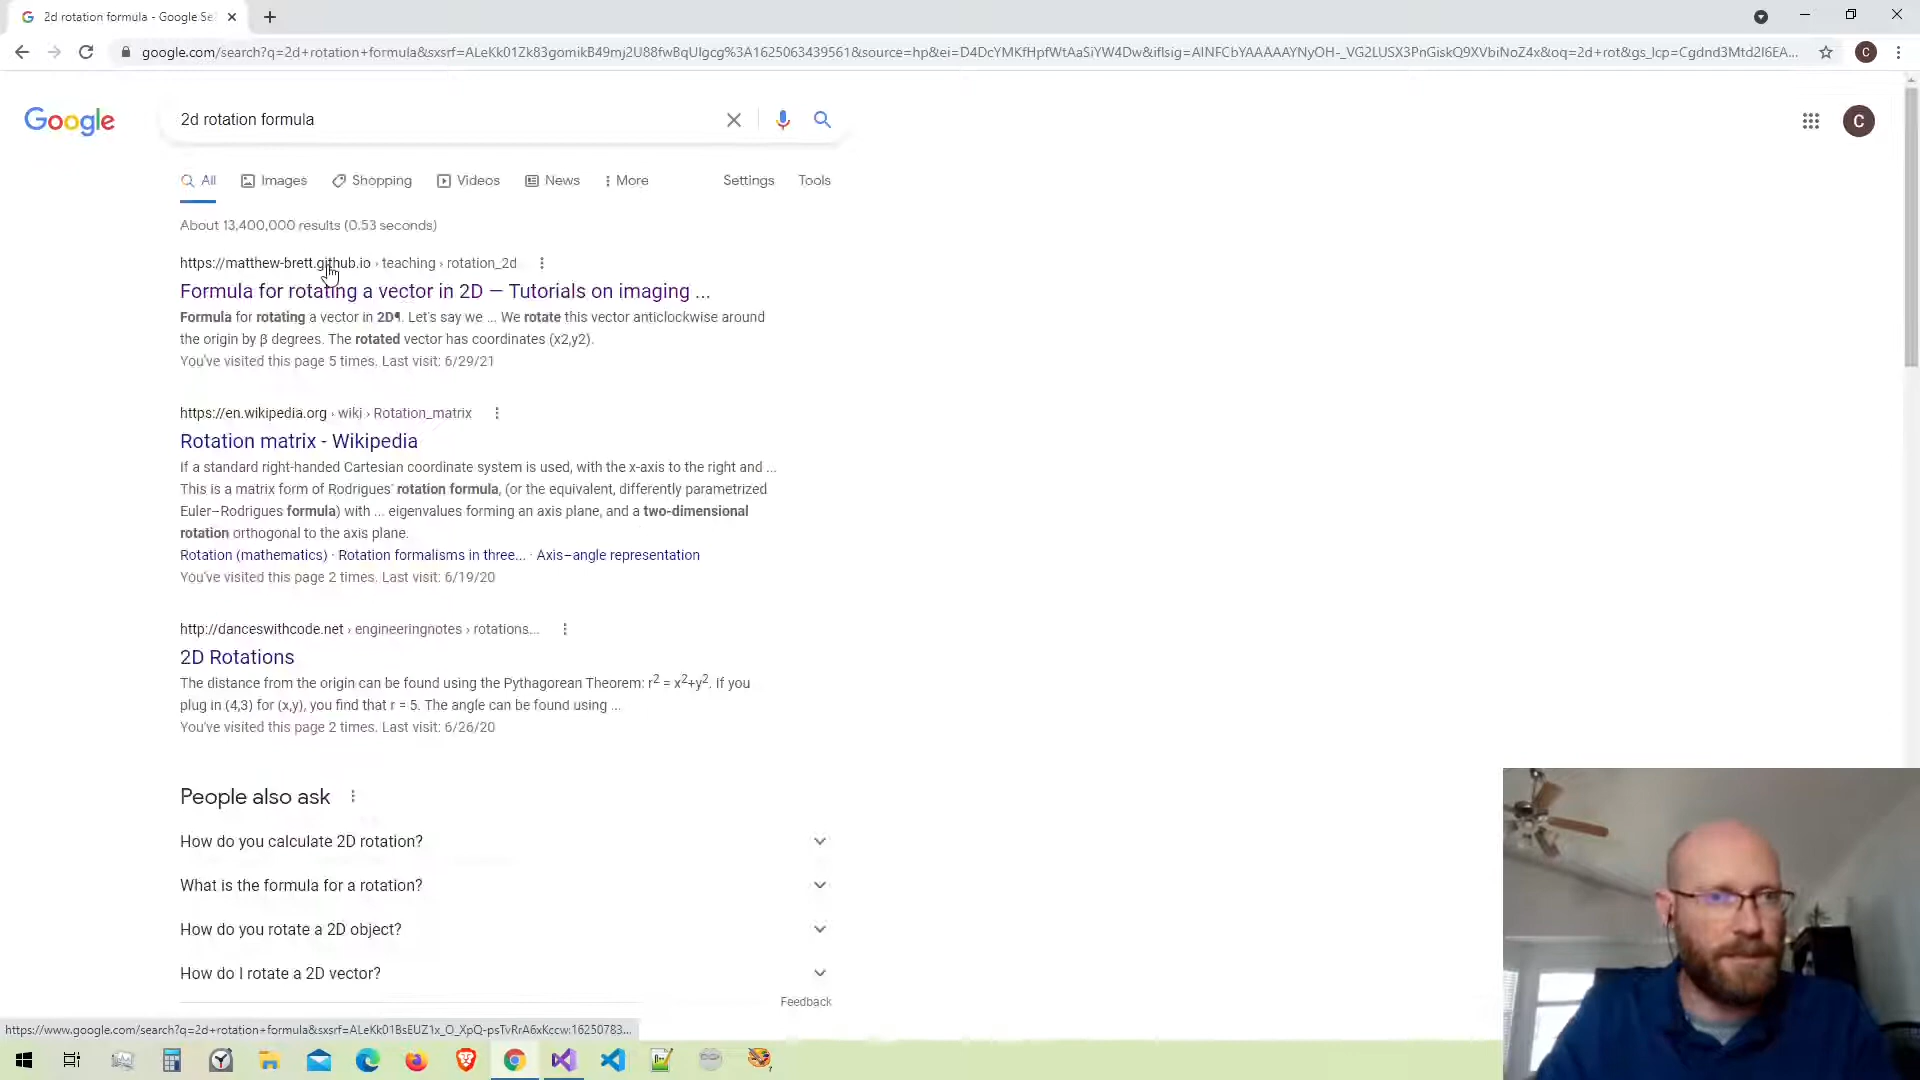 2d rotation formula - Google Se
google.com/search?q=2d+rotation+formula&sxsrf=ALeKk01Zk83gomikB49mj2U88fwBqUIgcg%3A1625063439561&source=hp&ei=D4DcYMKfHpfWtAaSiYW4Dw&iflsig=AINFCbYAAAAAYNyOH-_VG2LUSX3PnGiskQ9XVbiNoZ4x&oq=2d+rot&gs_lcp=Cgdnd3Mtd2l6EA...
C
Google
2d rotation formula
C
All Images Shopping Videos News More Settings Tools
About 13,400,000 results (0.53 seconds)
https://matthew-brett.github.io › teaching › rotation_2d
Formula for rotating a vector in 2D — Tutorials on imaging ...
Formula for rotating a vector in 2D¶. Let's say we ... We rotate this vector anticlockwise around
the origin by β degrees. The rotated vector has coordinates (x2,y2).
You've visited this page 5 times. Last visit: 6/29/21
https://en.wikipedia.org › wiki › Rotation_matrix
Rotation matrix - Wikipedia
If a standard right-handed Cartesian coordinate system is used, with the x-axis to the right and ...
This is a matrix form of Rodrigues' rotation formula, (or the equivalent, differently parametrized
Euler–Rodrigues formula) with ... eigenvalues forming an axis plane, and a two-dimensional
rotation orthogonal to the axis plane.
Rotation (mathematics) · Rotation formalisms in three... · Axis–angle representation
You've visited this page 2 times. Last visit: 6/19/20
http://danceswithcode.net › engineeringnotes › rotations...
2D Rotations
The distance from the origin can be found using the Pythagorean Theorem: r2 = x2+y2. If you
plug in (4,3) for (x,y), you find that r = 5. The angle can be found using ...
You've visited this page 2 times. Last visit: 6/26/20
People also ask
How do you calculate 2D rotation?
What is the formula for a rotation?
How do you rotate a 2D object?
How do I rotate a 2D vector?
Feedback
https://www.google.com/search?q=2d+rotation+formula&sxsrf=ALeKk01BsEUZ1x_O_XpQ-psTvRrA6xKccw:16250783...